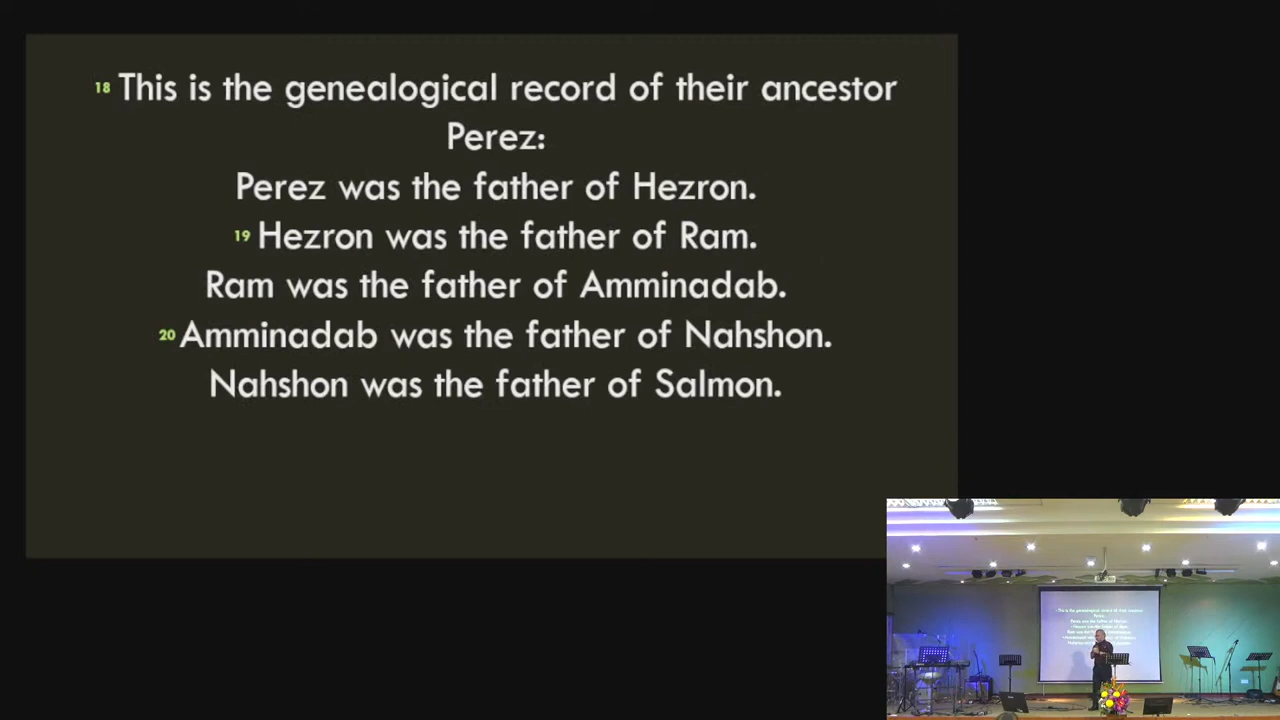 18 This is the genealogical record of their ancestor
Perez:
Perez was the father of Hezron.
19 Hezron was the father of Ram.
Ram was the father of Amminadab.
20 Amminadab was the father of Nahshon.
Nahshon was the father of Salmon.